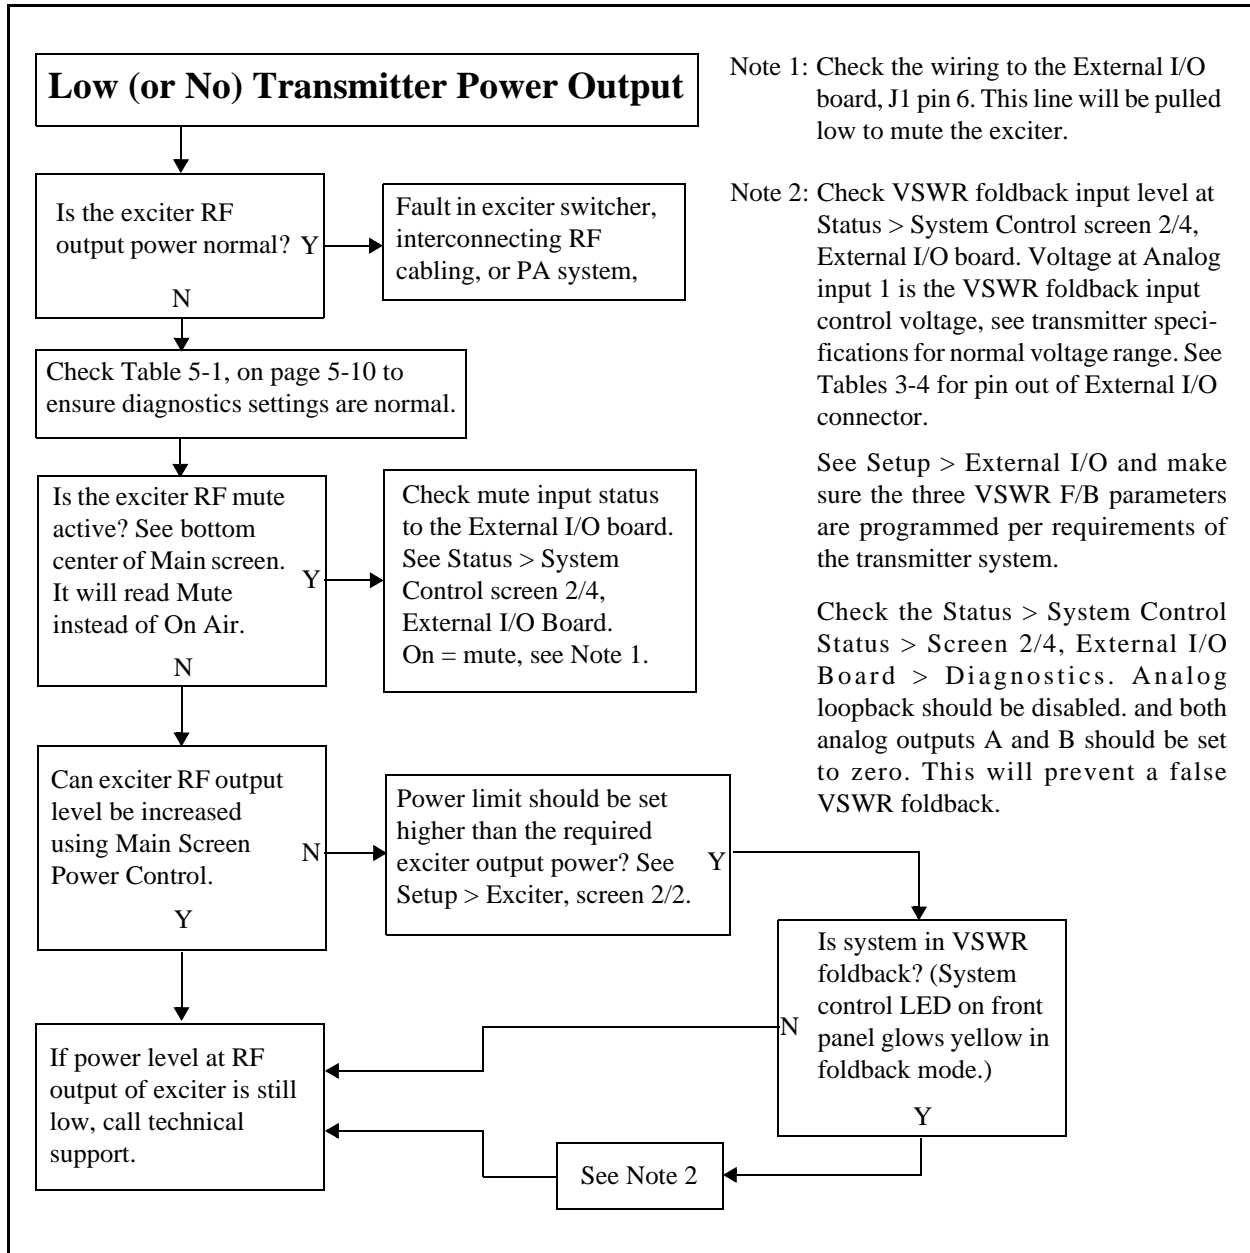 Low (or No) Transmitter Power Output
Is the exciter RF
output power normal? Y
N
Fault in exciter switcher,
interconnecting RF
cabling, or PA system,
Check Table 5-1, on page 5-10 to
ensure diagnostics settings are normal.
Is the exciter RF mute
active? See bottom
center of Main screen.
It will read Mute
instead of On Air.
Y
N
Check mute input status
to the External I/O board.
See Status > System
Control screen 2/4,
External I/O Board.
On = mute, see Note 1.
Can exciter RF output
level be increased
using Main Screen
Power Control.
N
Y
Power limit should be set
higher than the required
exciter output power? See
Setup > Exciter, screen 2/2.
Y
Is system in VSWR
foldback? (System
control LED on front
panel glows yellow in
foldback mode.)
N
Y
If power level at RF
output of exciter is still
low, call technical
support.
See Note 2
Note 1: Check the wiring to the External I/O
board, J1 pin 6. This line will be pulled
low to mute the exciter.
Note 2: Check VSWR foldback input level at
Status > System Control screen 2/4,
External I/O board. Voltage at Analog
input 1 is the VSWR foldback input
control voltage, see transmitter speci-
fications for normal voltage range. See
Tables 3-4 for pin out of External I/O
connector.
See Setup > External I/O and make
sure the three VSWR F/B parameters
are programmed per requirements of
the transmitter system.
Check the Status > System Control
Status > Screen 2/4, External I/O
Board > Diagnostics. Analog
loopback should be disabled. and both
analog outputs A and B should be set
to zero. This will prevent a false
VSWR foldback.